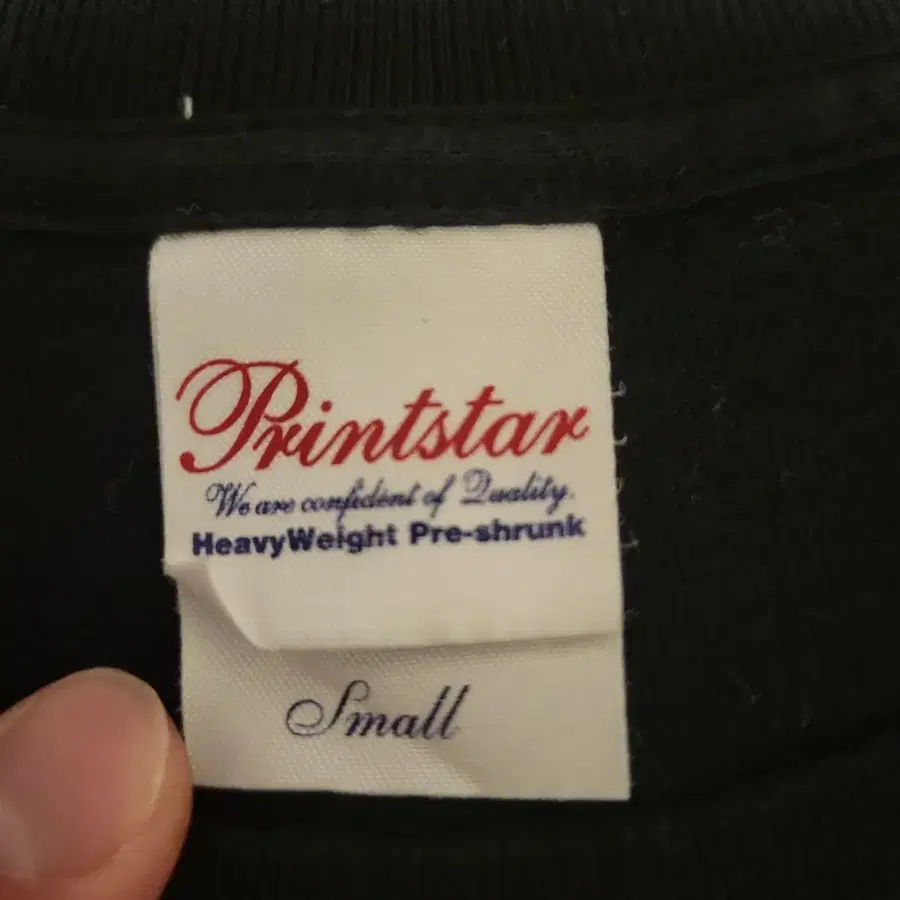 Printstar
We are confident of Quality.
HeavyWeight Pre-shrunk
Small